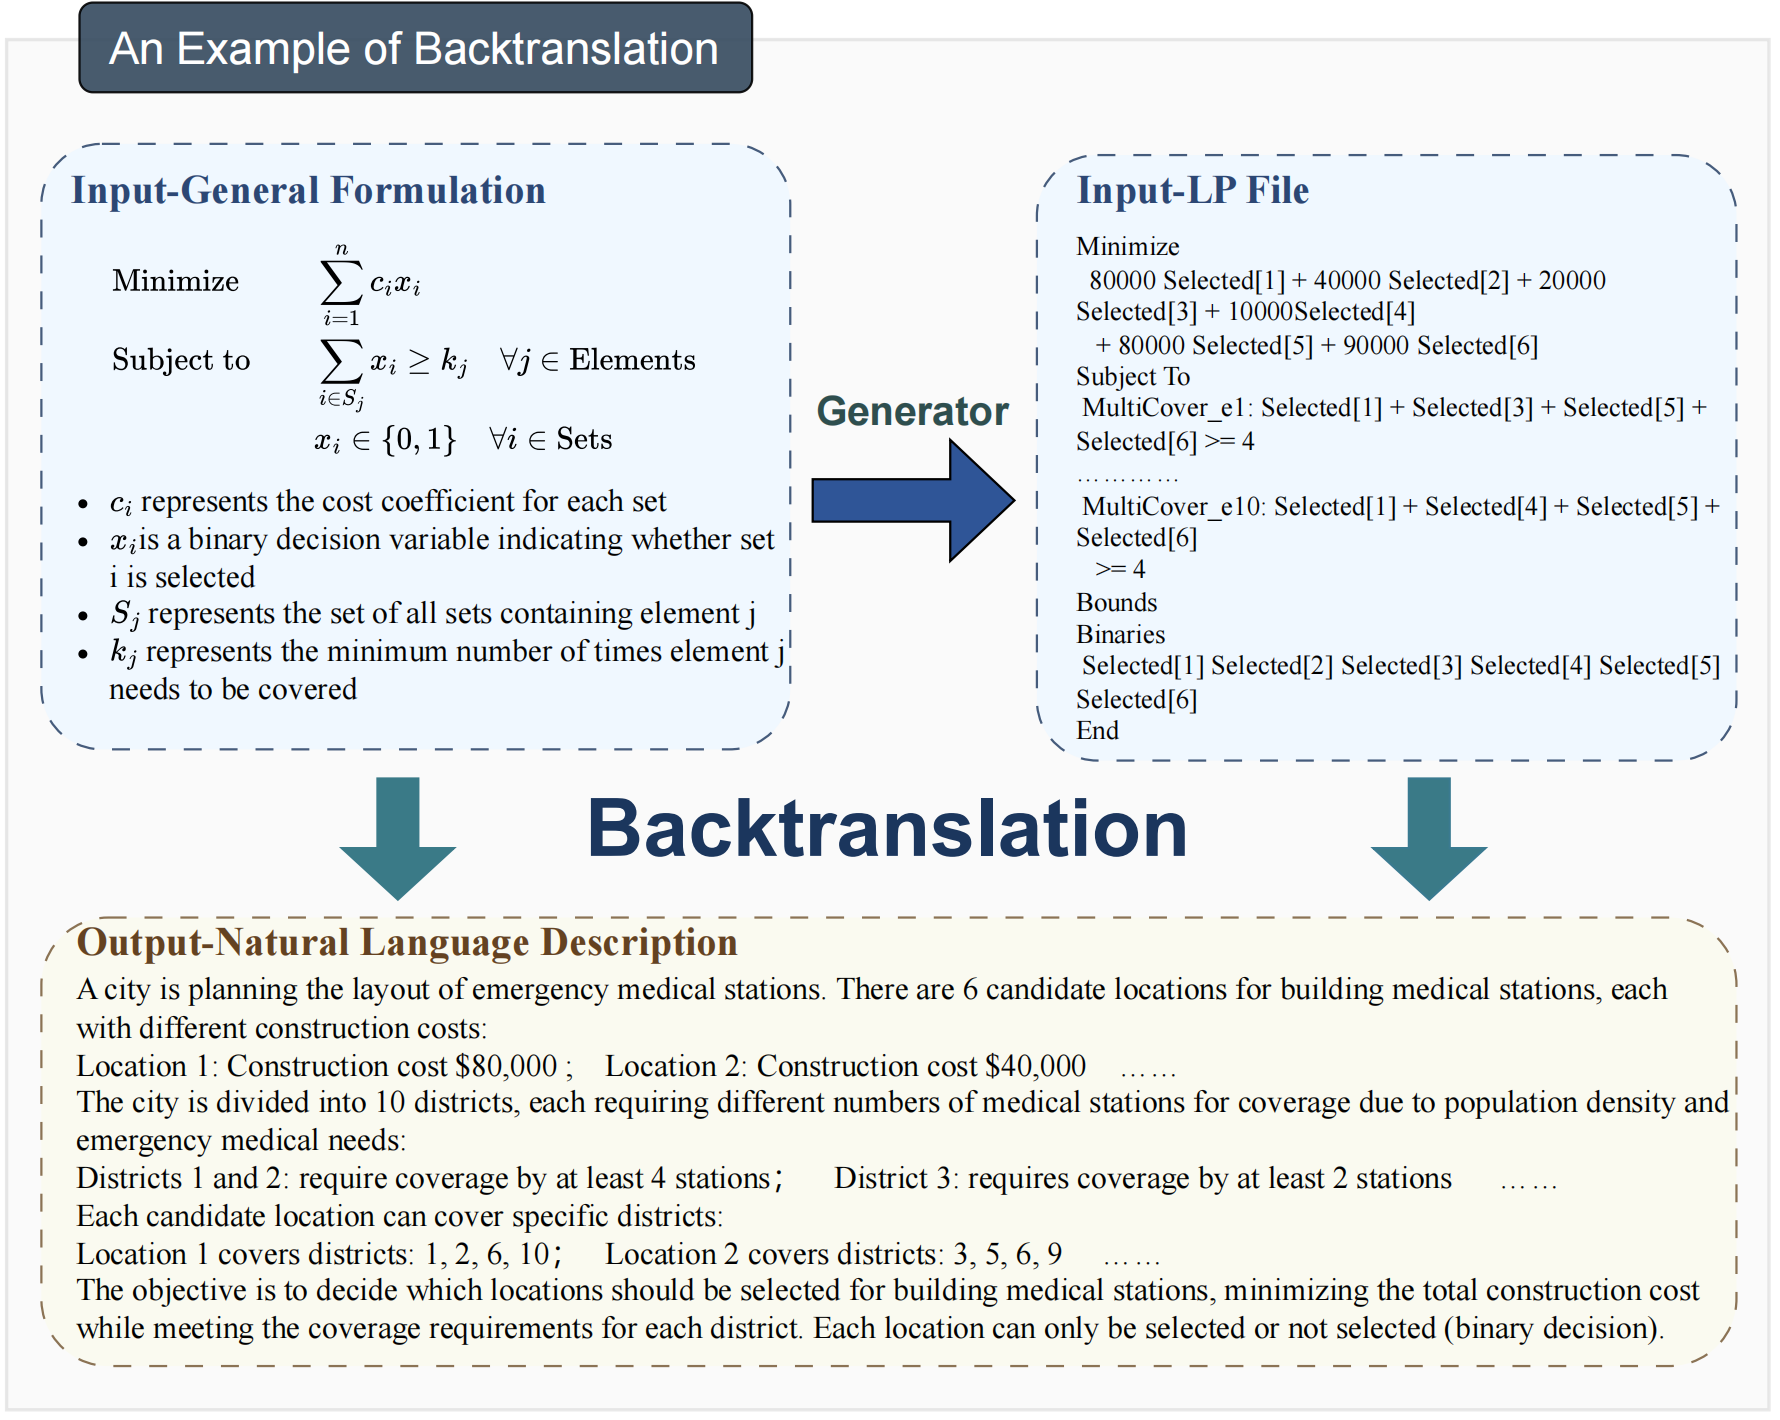 An Example of Backtranslation
Input-General Formulation
Minimize \sum_{i=1}^{n} c_i x_i
Subject to \sum_{i \in S_j} x_i \geq k_j \quad \forall j \in Elements
x_i \in \{0, 1\} \quad \forall i \in Sets
• c_i represents the cost coefficient for each set
• x_i is a binary decision variable indicating whether set
i is selected
• S_j represents the set of all sets containing element j
• k_j represents the minimum number of times element j
needs to be covered
Generator
Input-LP File
Minimize
80000 Selected[1] + 40000 Selected[2] + 20000
Selected[3] + 10000Selected[4]
+ 80000 Selected[5] + 90000 Selected[6]
Subject To
MultiCover_e1: Selected[1] + Selected[3] + Selected[5] +
Selected[6] >= 4
…………
MultiCover_e10: Selected[1] + Selected[4] + Selected[5] +
Selected[6]
>= 4
Bounds
Binaries
Selected[1] Selected[2] Selected[3] Selected[4] Selected[5]
Selected[6]
End
Backtranslation
Output-Natural Language Description
A city is planning the layout of emergency medical stations. There are 6 candidate locations for building medical stations, each
with different construction costs:
Location 1: Construction cost $80,000 ; Location 2: Construction cost $40,000 ……
The city is divided into 10 districts, each requiring different numbers of medical stations for coverage due to population density and
emergency medical needs:
Districts 1 and 2: require coverage by at least 4 stations; District 3: requires coverage by at least 2 stations ……
Each candidate location can cover specific districts:
Location 1 covers districts: 1, 2, 6, 10; Location 2 covers districts: 3, 5, 6, 9 ……
The objective is to decide which locations should be selected for building medical stations, minimizing the total construction cost
while meeting the coverage requirements for each district. Each location can only be selected or not selected (binary decision).